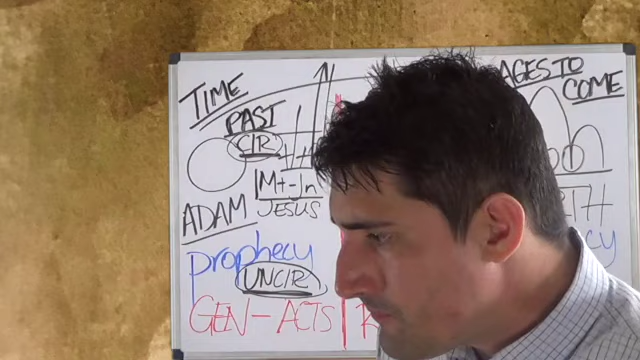 TIME
PAST
AGES TO
COME
CIR
Mt-Jn
JESUS
ADAM
prophecy
UNCIR
GEN - ACTS